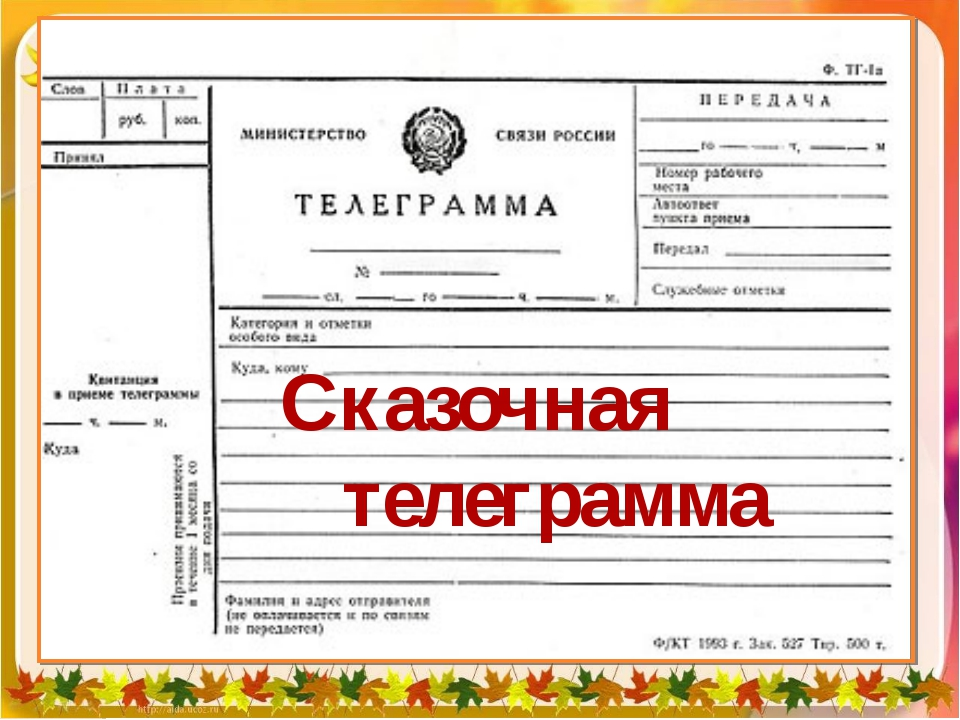 Ф. ТГ-1а
Слов
Плата
руб.
коп.
Принял
МИНИСТЕРСТВО
СВЯЗИ РОССИИ
ТЕЛЕГРАММА
№
сл.
го
ч.
м.
ПЕРЕДАЧА
го
ч,
м
Номер рабочего
места
Автоответ
пункта приема
Передал
Служебные отметки
Категория и отметки
особого вида
Куда, кому
Сказочная
телеграмма
Квитанция
в приеме телеграммы
ч.
м.
Куда
Претензии принимаются
в течение 1 месяца со
дня подачи
Фамилия и адрес отправителя
(не оплачивается и по связям
не передается)
Ф/КТ 1993 г. Зак. 527 Тир. 500 т,
http://aida.ucoz.ru